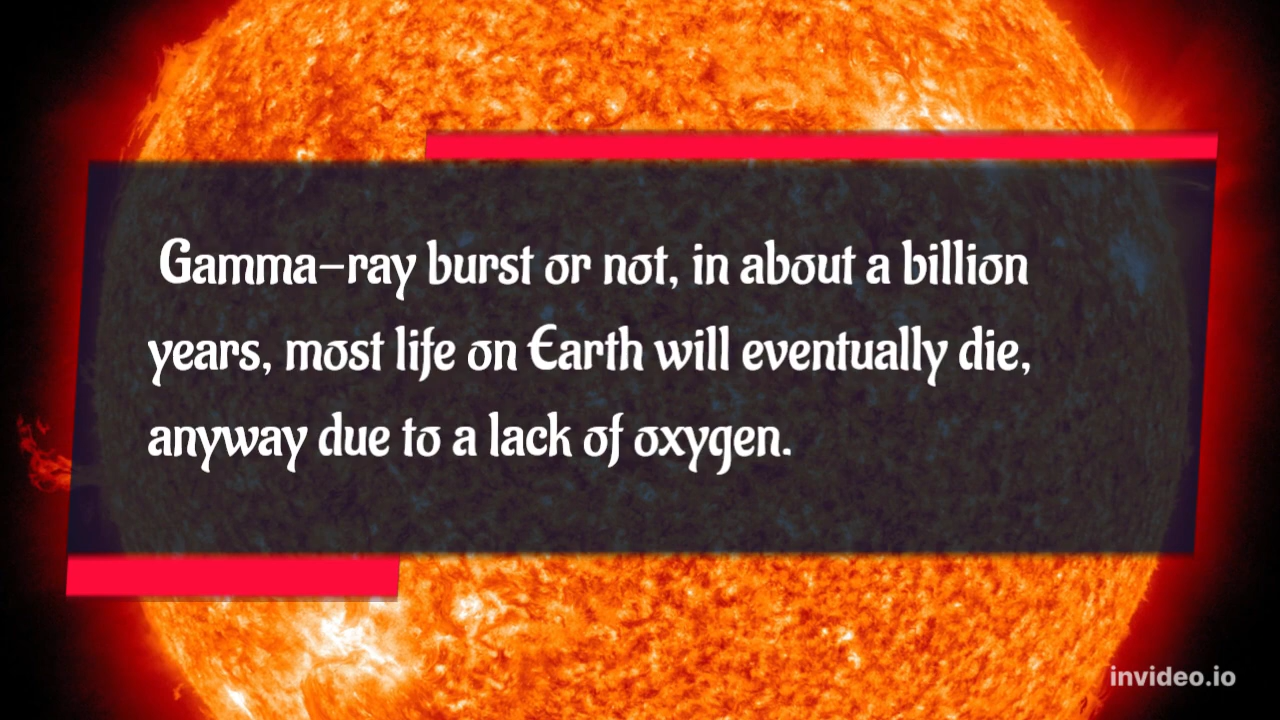 Gamma-ray burst or not, in about a billion
years, most life on Earth will eventually die,
anyway due to a lack of oxygen.
invideo.io